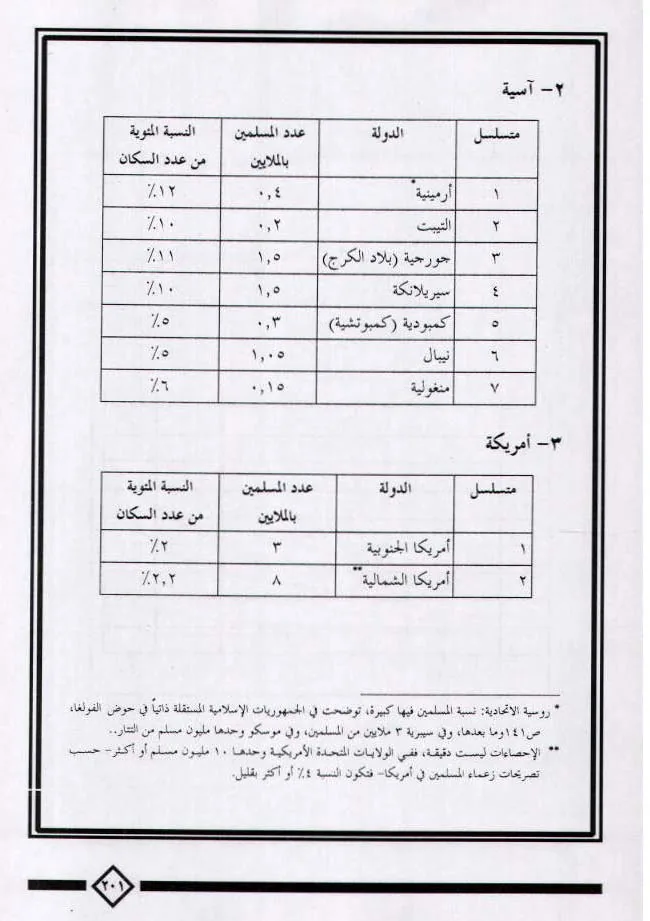 ٢- آسية
متسلسل الدولة عدد المسلمين بالملايين النسبة المئوية من عدد السكان
١ أرمينية* ٠,٤ ١٢٪
٢ التيبت ٠,٢ ١٠٪
٣ جورجية (بلاد الكرج) ١,٥ ١١٪
٤ سيريلانكة ١,٥ ١٠٪
٥ كمبودية (كمبوتشية) ٠,٣ ٥٪
٦ نيبال ١,٠٥ ٥٪
٧ منغولية ٠,١٥ ٦٪
٣- أمريكة
متسلسل الدولة عدد المسلمين بالملايين النسبة المئوية من عدد السكان
١ أمريكا الجنوبية ٣ ٢٪
٢ أمريكا الشمالية** ٨ ٢,٢٪
* روسية الاتحادية: نسبة المسلمين فيها كبيرة، توضحت في الجمهوريات الإسلامية المستقلة ذاتياً في حوض الفولغا،
ص١٤١وما بعدها، وفي سيبرية ٣ ملايين من المسلمين، وفي موسكو وحدها مليون مسلم من التتار..
** الإحصاءات ليست دقيقة، ففي الولايات المتحدة الأمريكية وحدها ١٠ مليون مسلم أو أكثر- حسب
تصريحات زعماء المسلمين في أمريكا- فتكون النسبة ٤٪ أو أكثر بقليل.
٢٠١